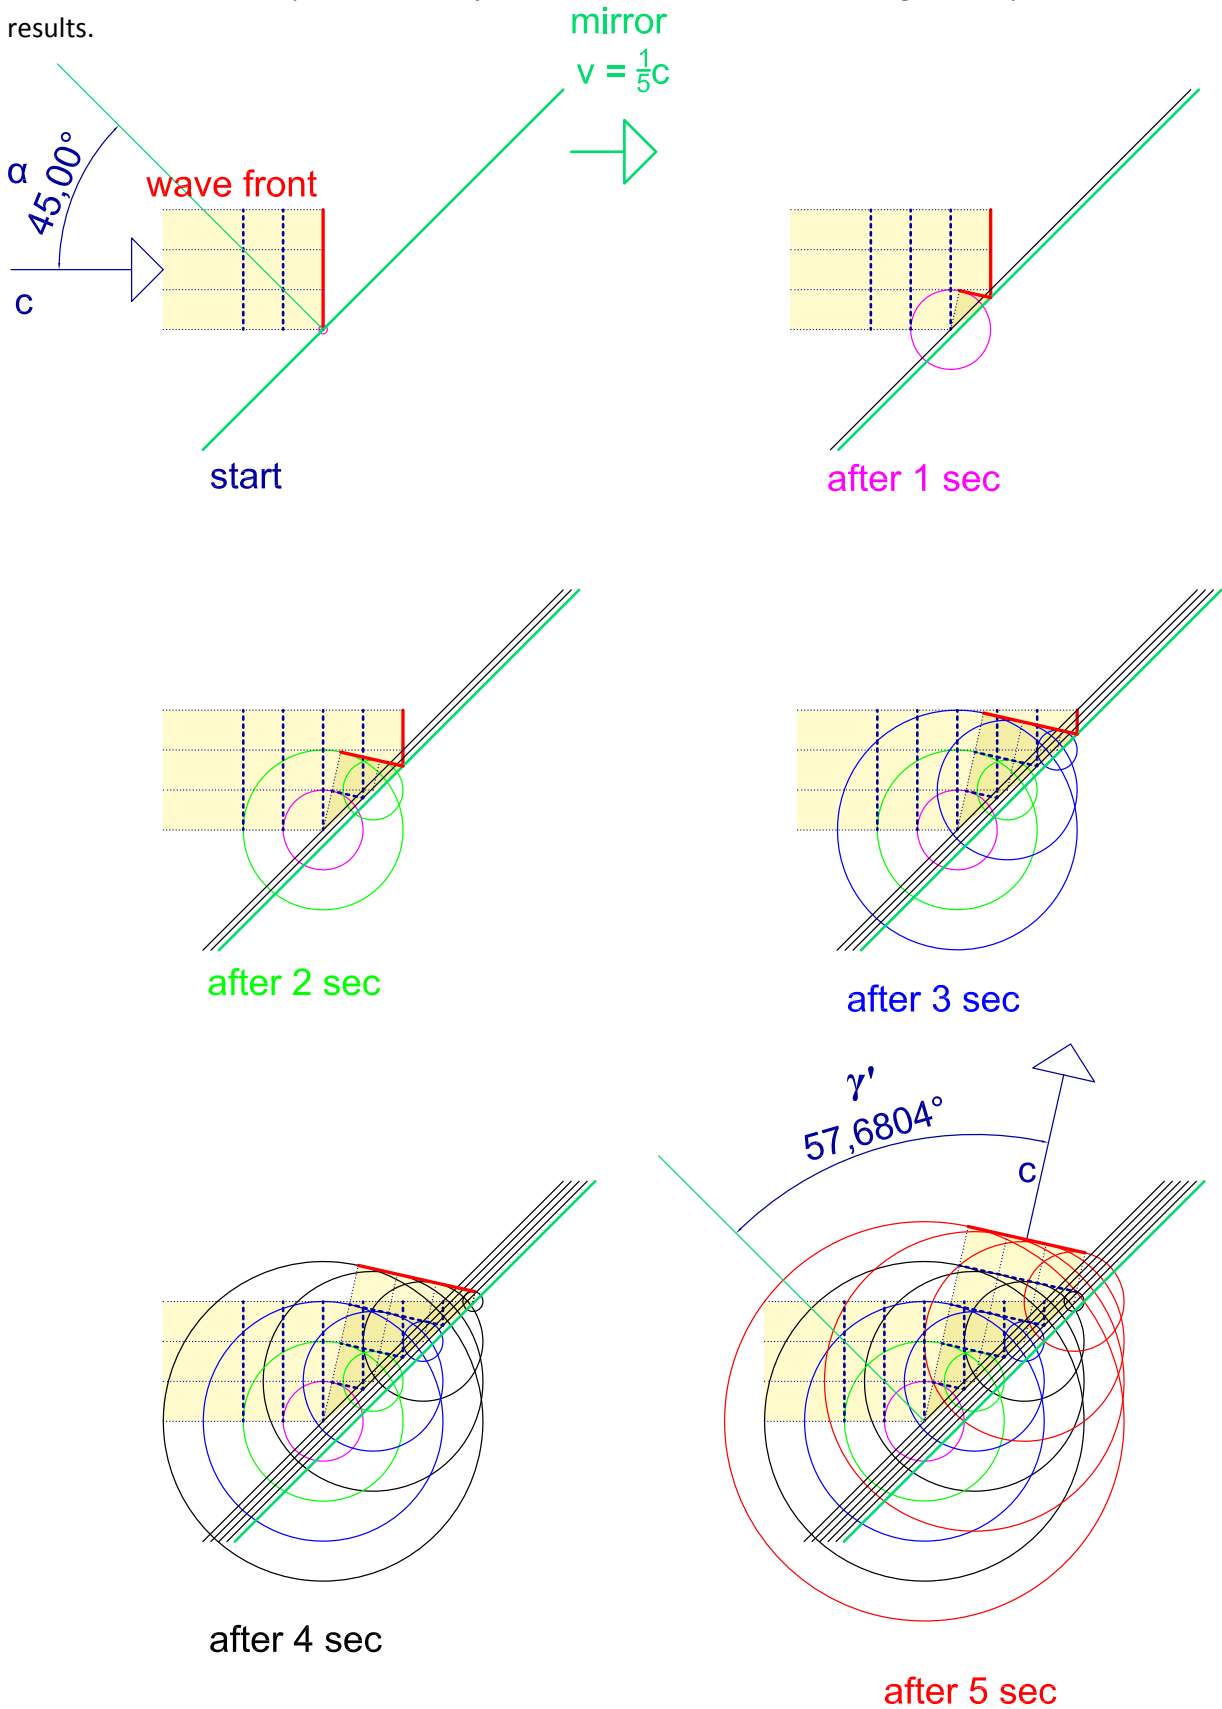 results.
mirror
v = 1/5 c
α
45,00°
wave front
c
start
after 1 sec
after 2 sec
after 3 sec
γ'
57,6804°
c
after 4 sec
after 5 sec